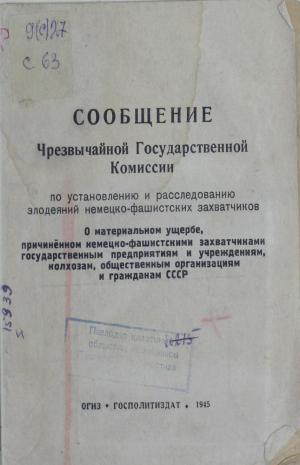 9(с)27
с 63
СООБЩЕНИЕ
Чрезвычайной Государственной
Комиссии
по установлению и расследованию
злодеяний немецко-фашистских захватчиков
О материальном ущербе,
причинённом немецко-фашистскими захватчиками
государственным предприятиям и учреждениям,
колхозам, общественным организациям
и гражданам СССР
15939
ОГИЗ • ГОСПОЛИТИЗДАТ • 1945